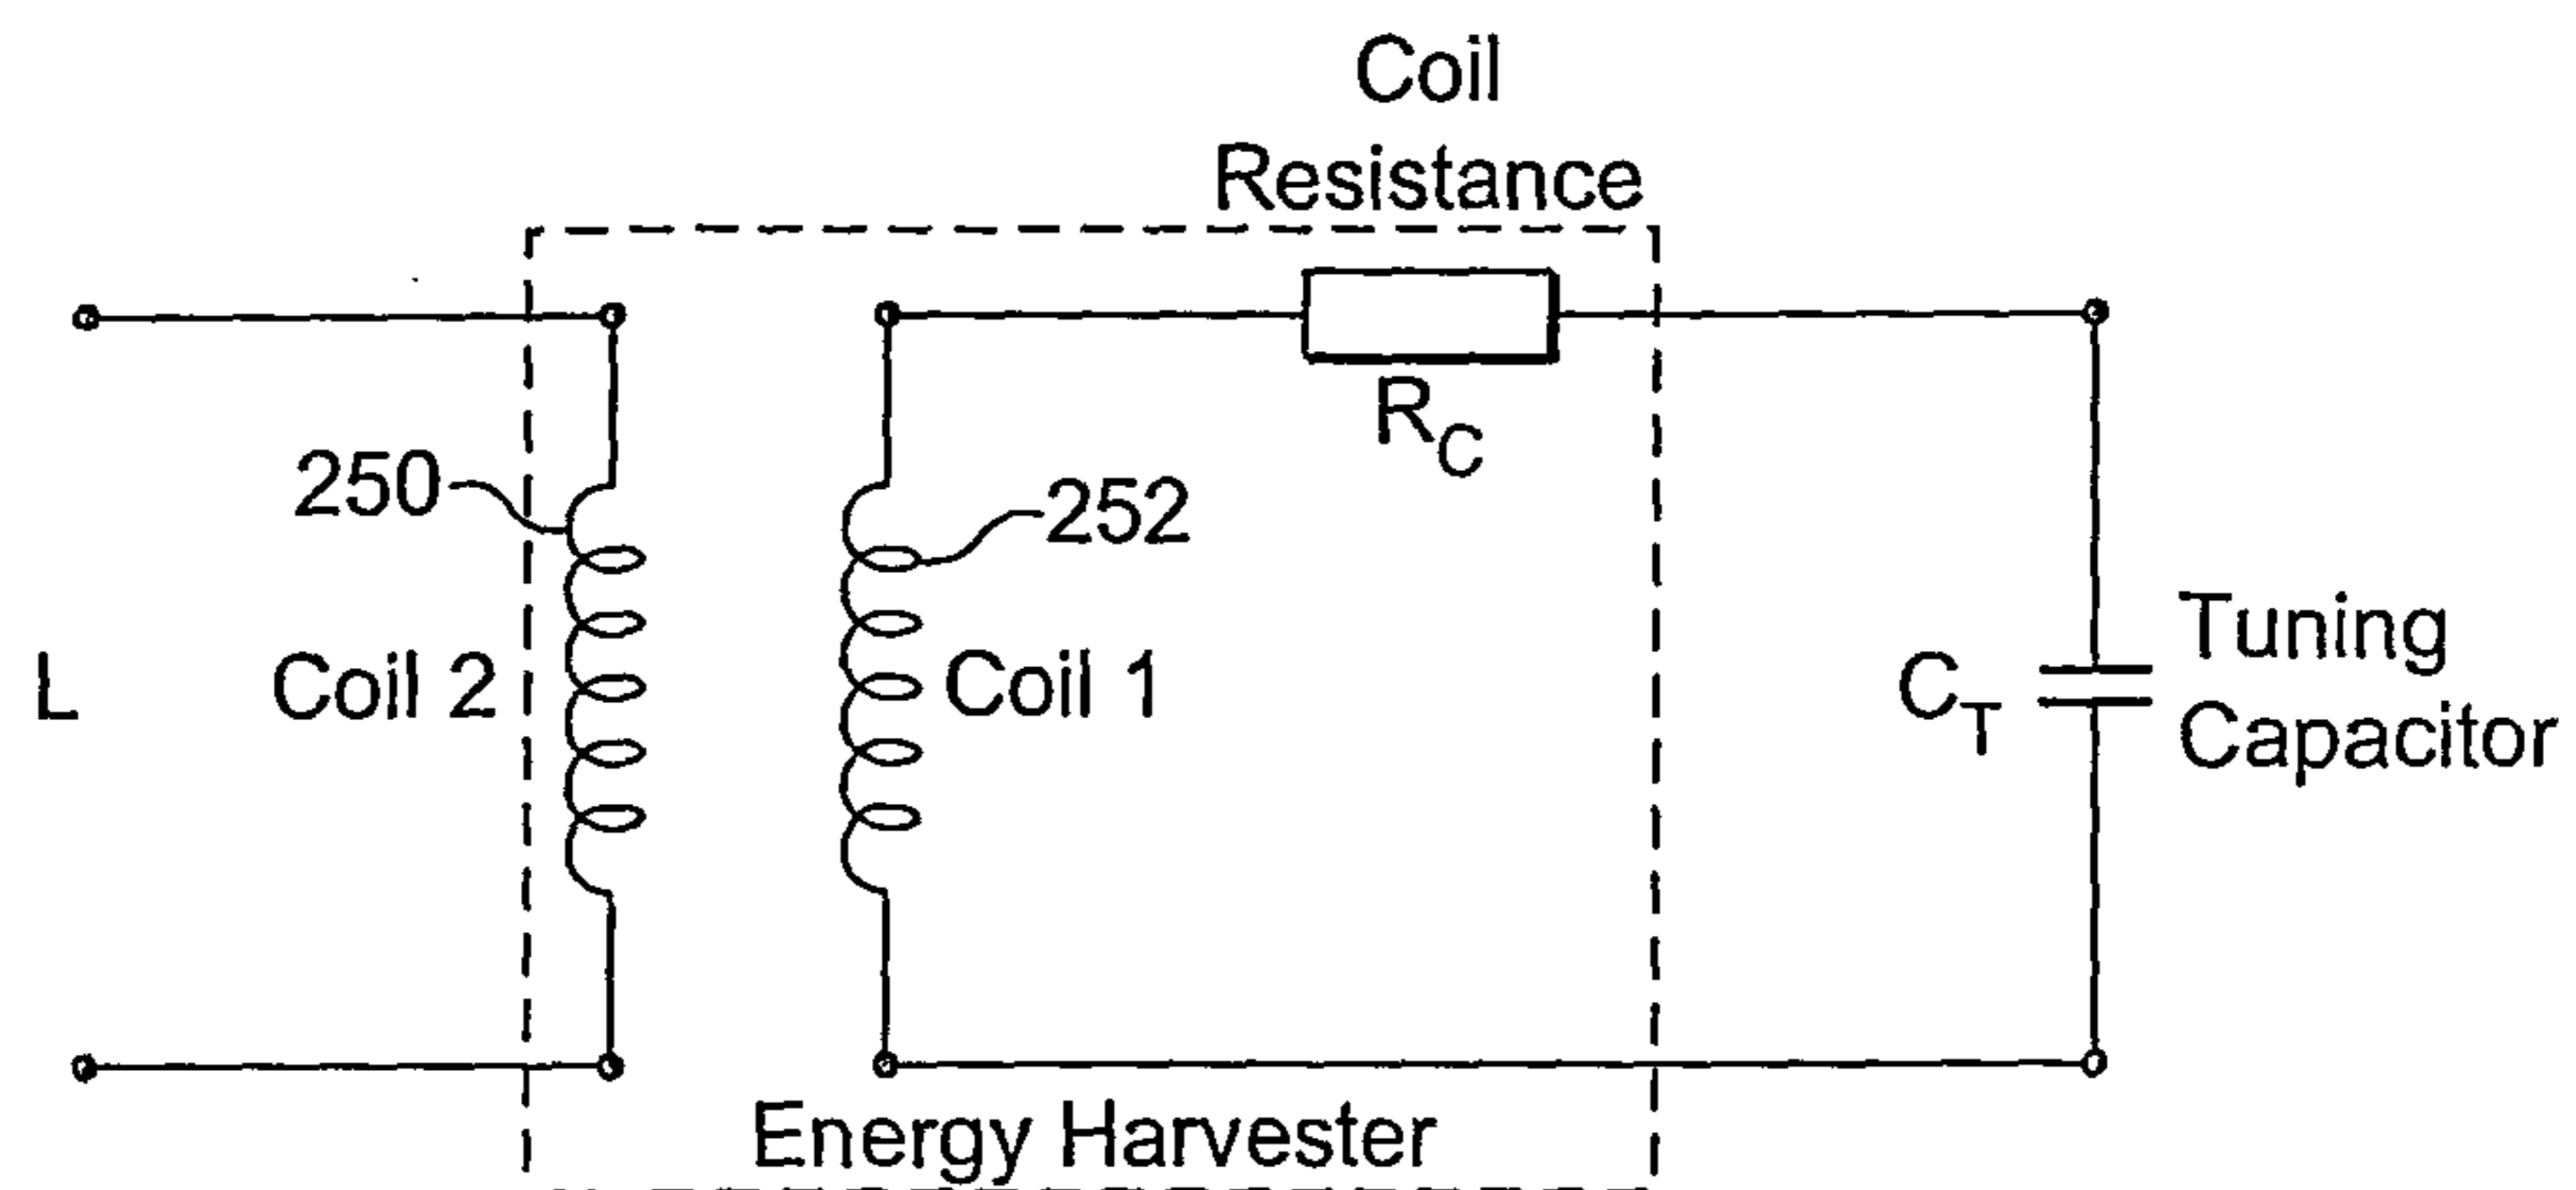 Coil
Resistance
R_C
250
252
L
Coil 2
Coil 1
C_T
Tuning
Capacitor
Energy Harvester